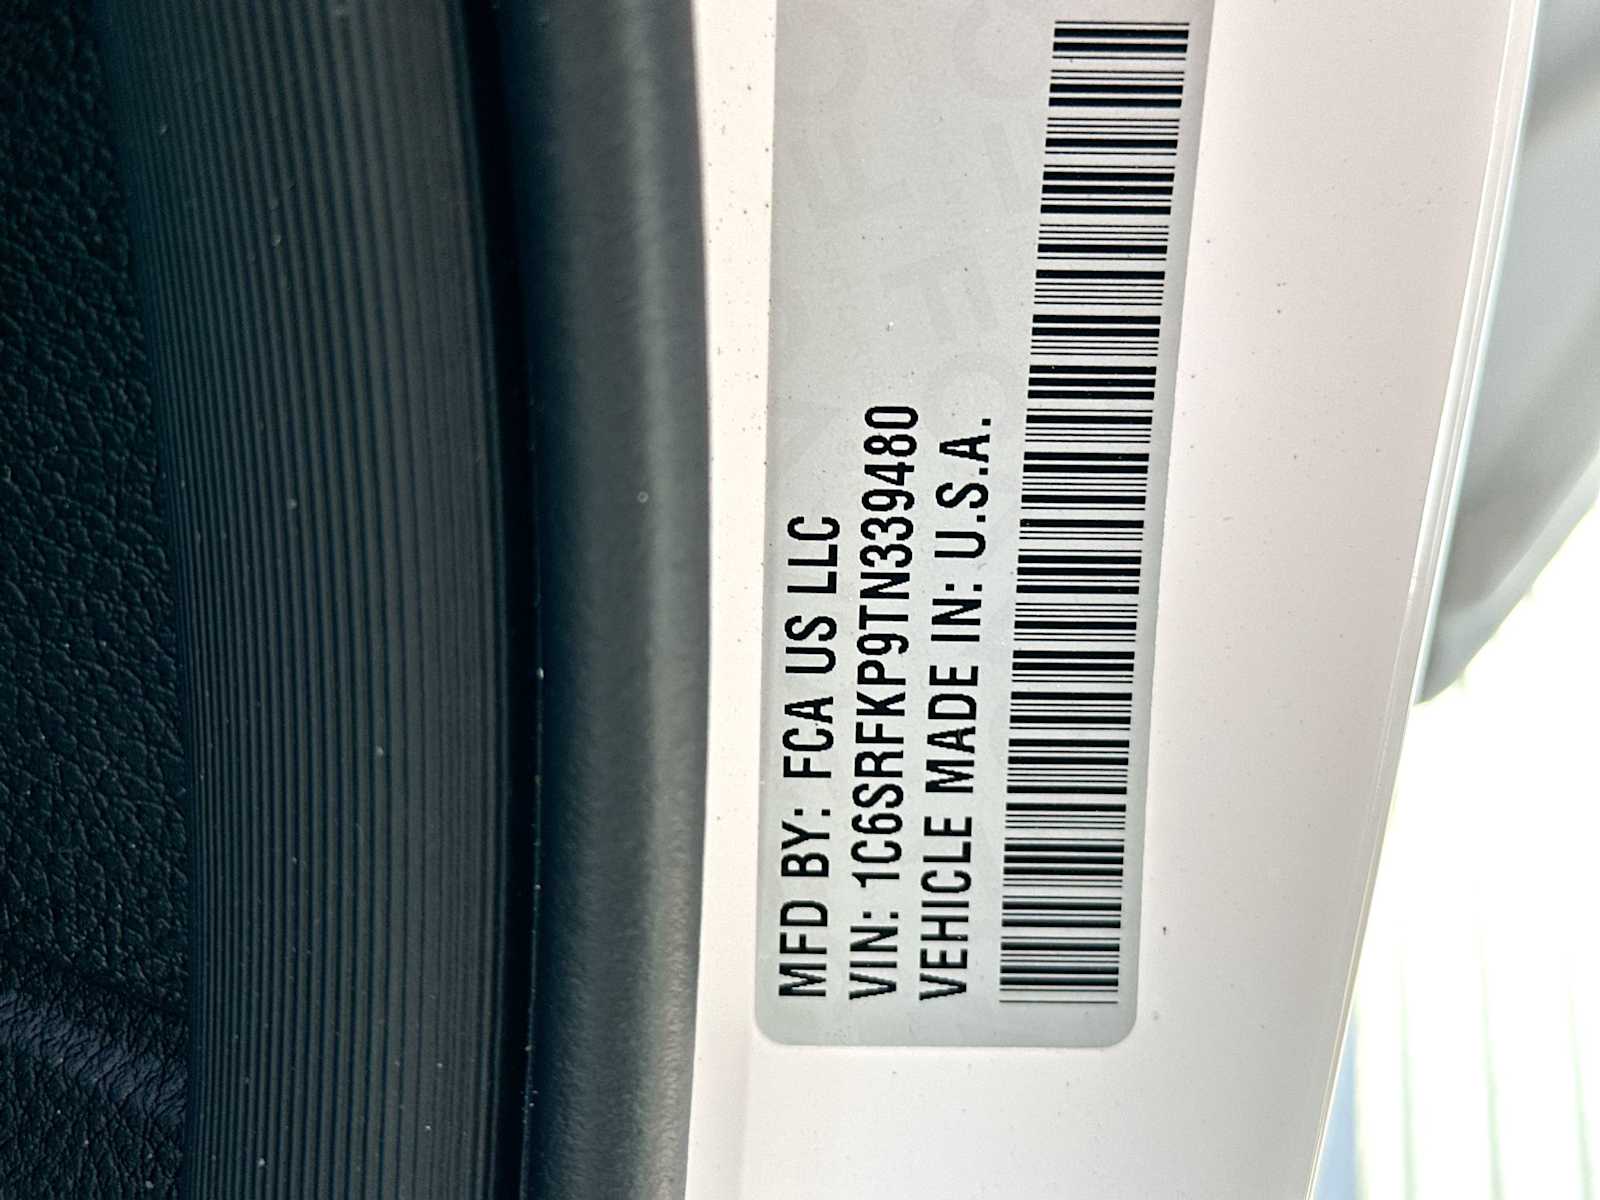 MFD BY: FCA US LLC
VIN: 1C6SRFKP9TN339480
VEHICLE MADE IN: U.S.A.